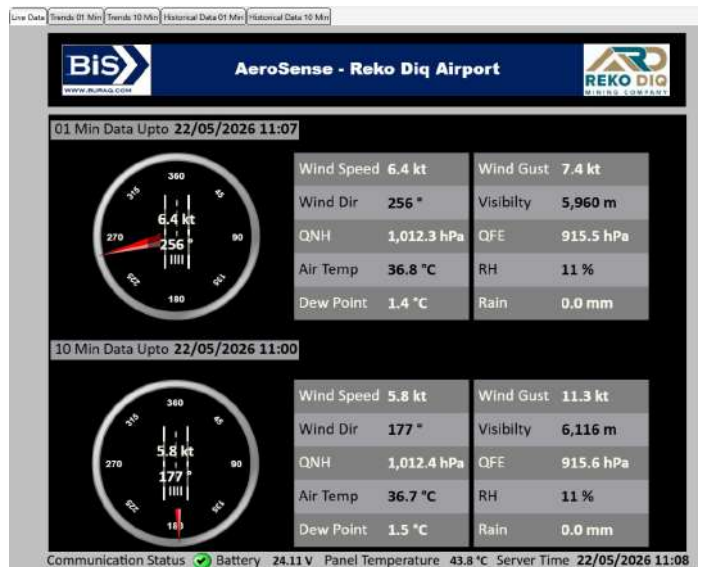 Live Data Trends 01 Min Trends 10 Min Historical Data 01 Min Historical Data 10 Min
BiS
WWW.BURAQ.COM
AeroSense - Reko Diq Airport
REKO DIQ
MINING COMPANY
01 Min Data Upto 22/05/2026 11:07
360
315 45
6.4 kt
270 90
256 °
225 135
180
Wind Speed 6.4 kt Wind Gust 7.4 kt
Wind Dir 256 ° Visibilty 5,960 m
QNH 1,012.3 hPa QFE 915.5 hPa
Air Temp 36.8 °C RH 11 %
Dew Point 1.4 °C Rain 0.0 mm
10 Min Data Upto 22/05/2026 11:00
360
315 45
5.8 kt
270 90
177 °
225 135
180
Wind Speed 5.8 kt Wind Gust 11.3 kt
Wind Dir 177 ° Visibilty 6,116 m
QNH 1,012.4 hPa QFE 915.6 hPa
Air Temp 36.7 °C RH 11 %
Dew Point 1.5 °C Rain 0.0 mm
Communication Status Battery 24.11 V Panel Temperature 43.8 °C Server Time 22/05/2026 11:08